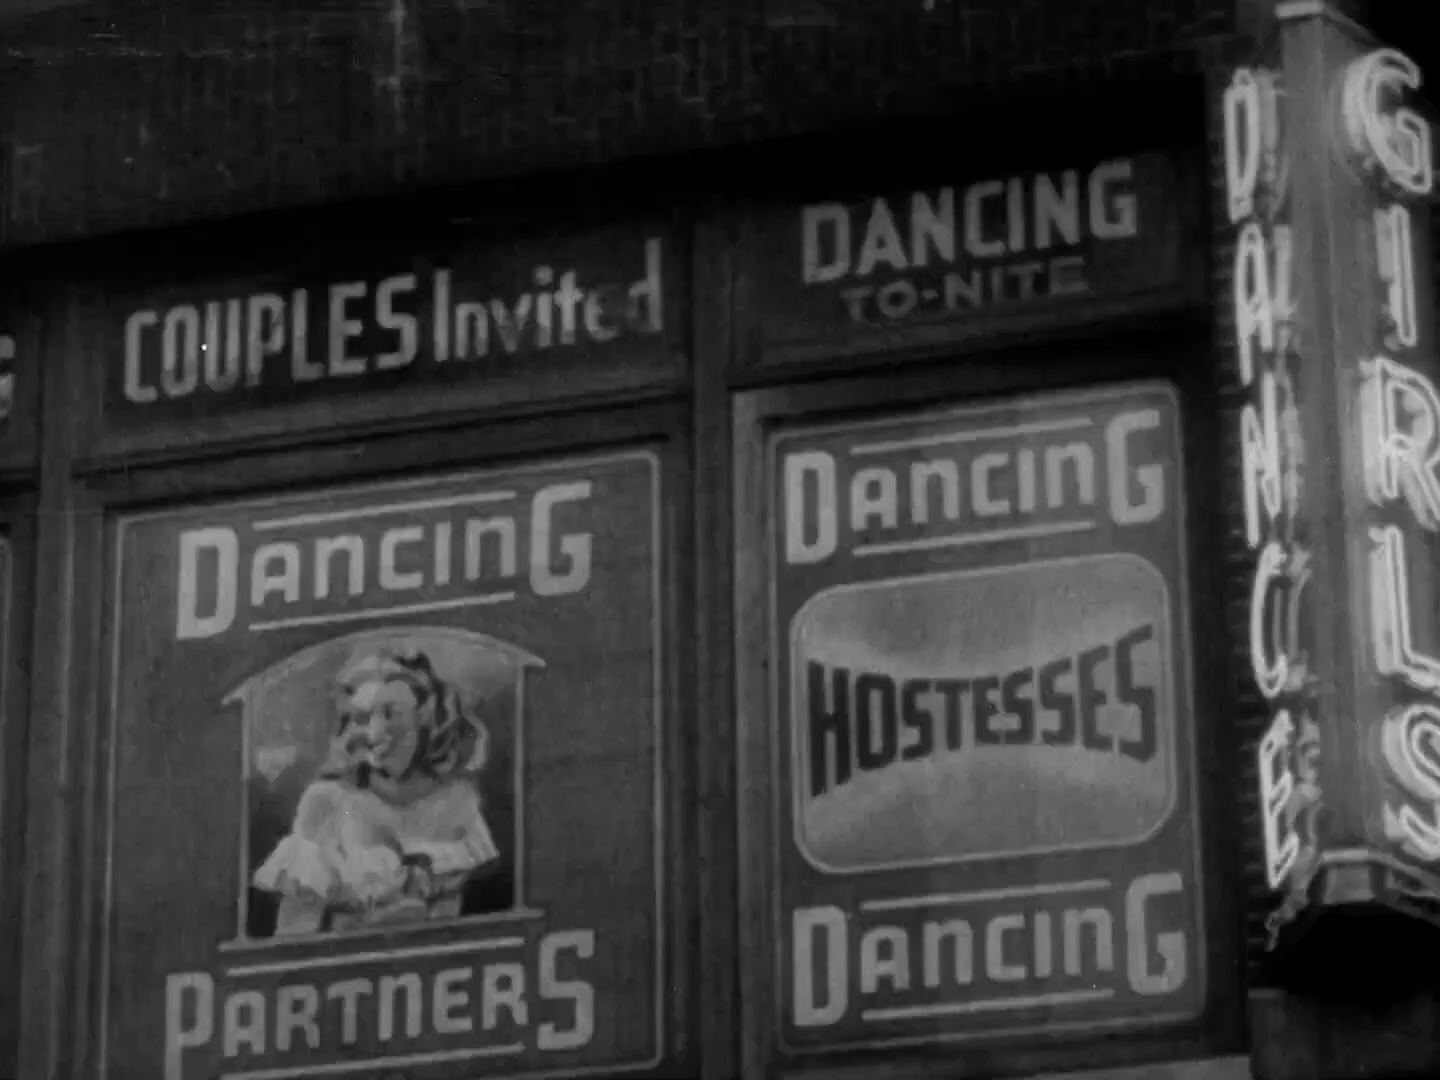 COUPLES Invited
DANCING
TO-NITE
DANCING
PARTNERS
DANCING
HOSTESSES
DANCING
DANCE
GIRLS